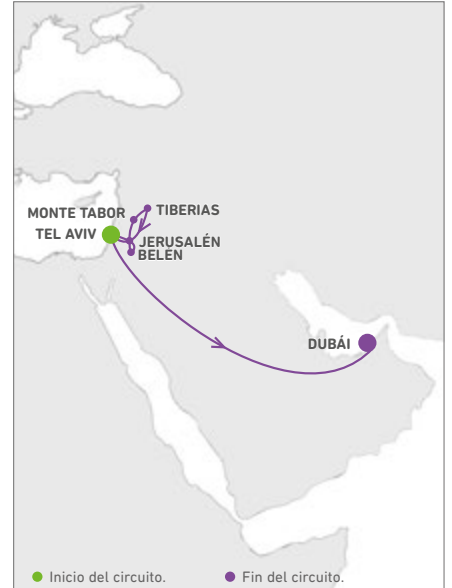 MONTE TABOR
TIBERIAS
TEL AVIV
JERUSALÉN
BELÉN
DUBÁI
Inicio del circuito.
Fin del circuito.